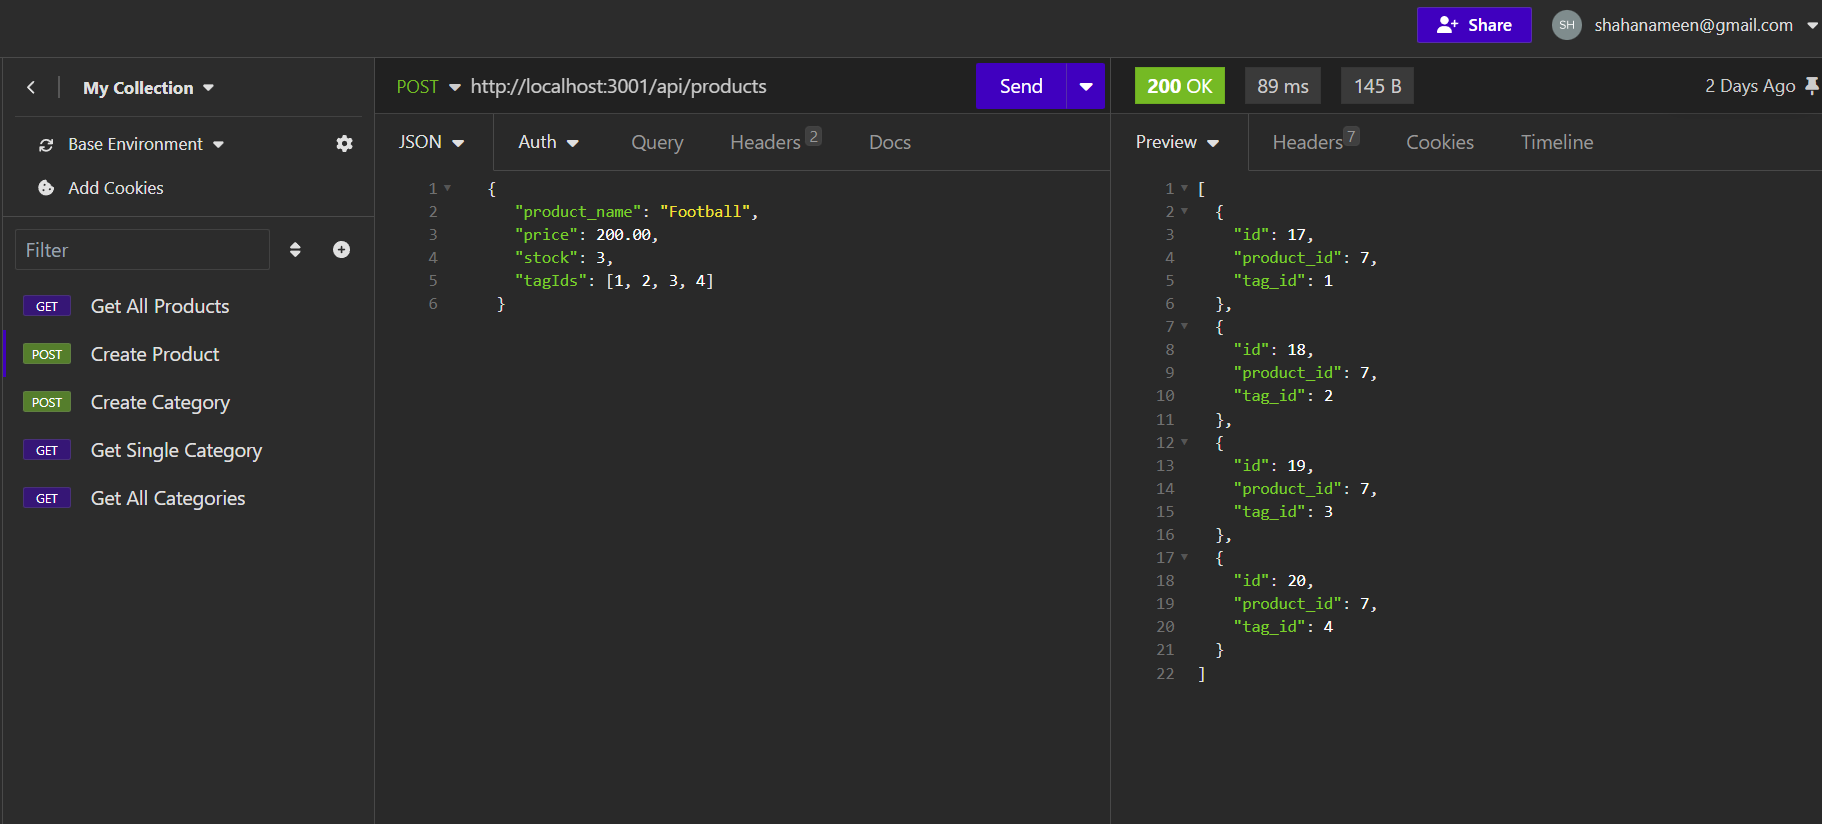 Share
SH
shahanameen@gmail.com
My Collection
Base Environment
Add Cookies
Filter
GET Get All Products
POST Create Product
POST Create Category
GET Get Single Category
GET Get All Categories
POST http://localhost:3001/api/products Send
JSON Auth Query Headers 2 Docs
1 {
2 "product_name": "Football",
3 "price": 200.00,
4 "stock": 3,
5 "tagIds": [1, 2, 3, 4]
6 }
200 OK 89 ms 145 B 2 Days Ago
Preview Headers 7 Cookies Timeline
1 [
2 {
3 "id": 17,
4 "product_id": 7,
5 "tag_id": 1
6 },
7 {
8 "id": 18,
9 "product_id": 7,
10 "tag_id": 2
11 },
12 {
13 "id": 19,
14 "product_id": 7,
15 "tag_id": 3
16 },
17 {
18 "id": 20,
19 "product_id": 7,
20 "tag_id": 4
21 }
22 ]